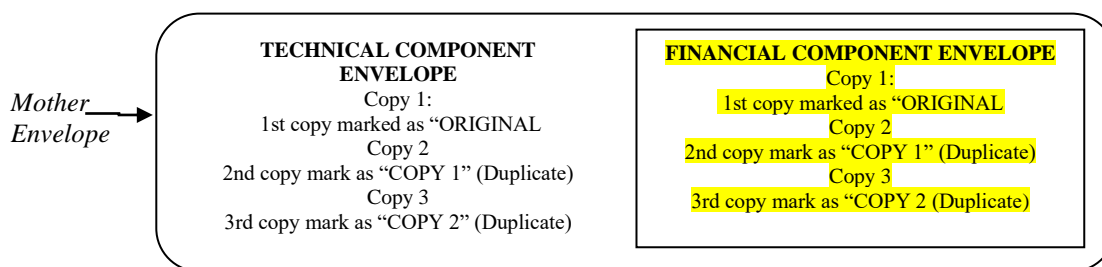 Mother
Envelope
TECHNICAL COMPONENT
ENVELOPE
Copy 1:
1st copy marked as “ORIGINAL
Copy 2
2nd copy mark as “COPY 1” (Duplicate)
Copy 3
3rd copy mark as “COPY 2” (Duplicate)
FINANCIAL COMPONENT ENVELOPE
Copy 1:
1st copy marked as “ORIGINAL
Copy 2
2nd copy mark as “COPY 1” (Duplicate)
Copy 3
3rd copy mark as “COPY 2 (Duplicate)